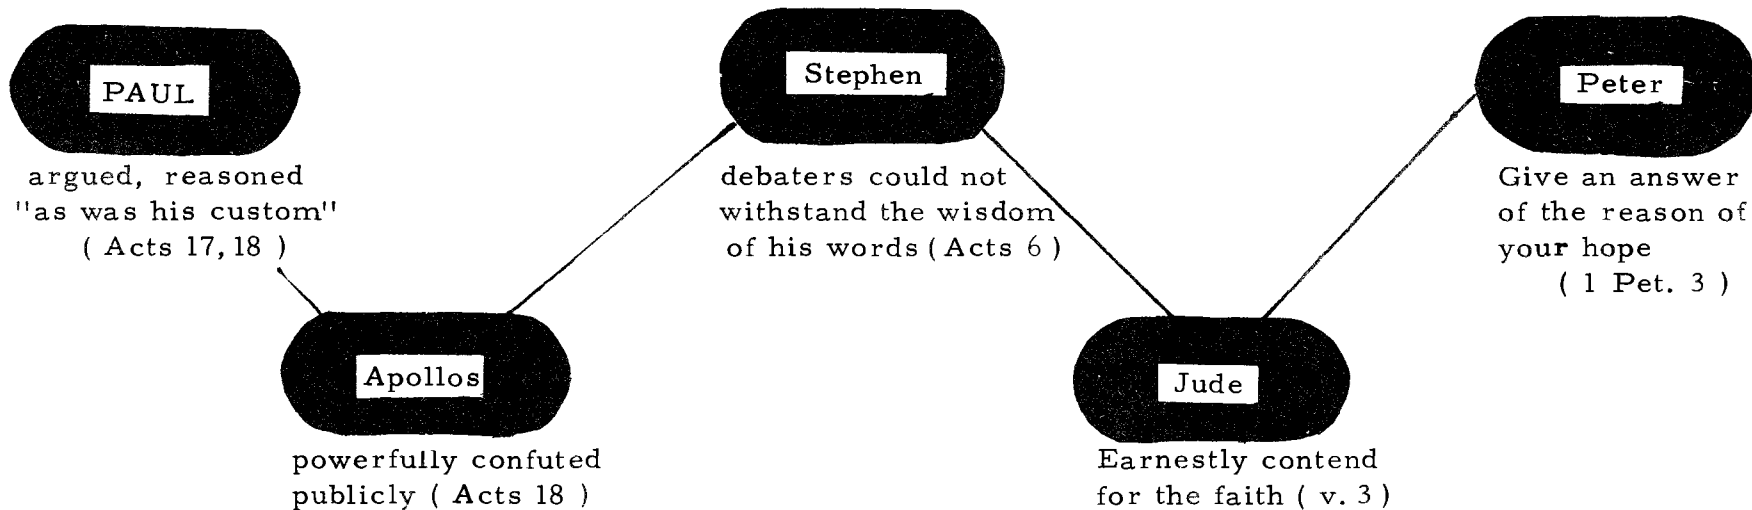 PAUL
argued, reasoned
"as was his custom"
( Acts 17, 18 )
Apollos
powerfully confuted
publicly ( Acts 18 )
Stephen
debaters could not
withstand the wisdom
of his words ( Acts 6 )
Jude
Earnestly contend
for the faith ( v. 3 )
Peter
Give an answer
of the reason of
your hope
( 1 Pet. 3 )